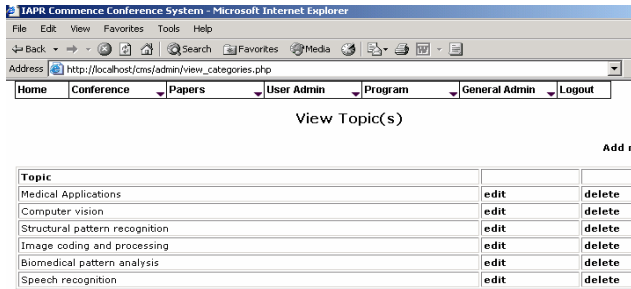 IAPR Commence Conference System - Microsoft Internet Explorer
File Edit View Favorites Tools Help
Back Search Favorites Media
Address http://localhost/cms/admin/view_categories.php
Home Conference Papers User Admin Program General Admin Logout
View Topic(s)
Add
Topic
Medical Applications edit delete
Computer vision edit delete
Structural pattern recognition edit delete
Image coding and processing edit delete
Biomedical pattern analysis edit delete
Speech recognition edit delete